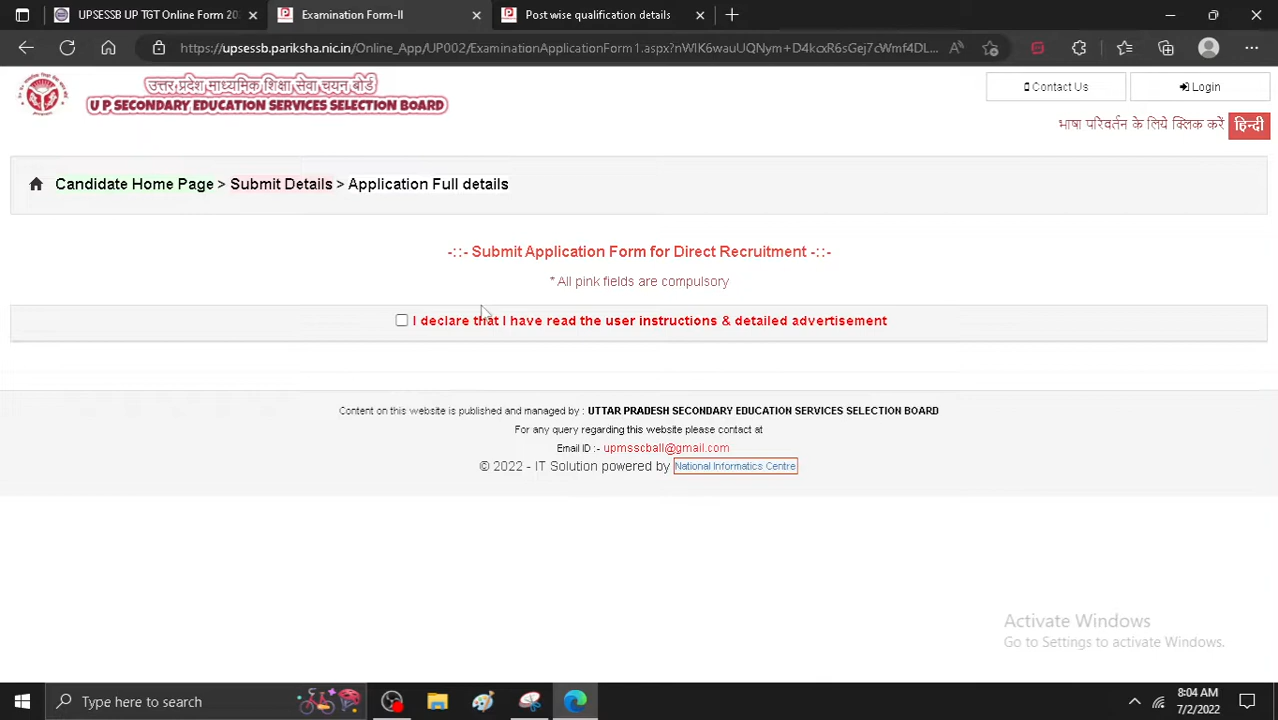 UPSESSB UP TGT Online Form 20
Examination Form-II
Post wise qualification details
https://upsessb.pariksha.nic.in/Online_App/UP002/ExaminationApplicationForm1.aspx?nWIK6wauUQNym+D4kcxR6sGej7cWmf4DL...
उत्तर प्रदेश माध्यमिक शिक्षा सेवा चयन बोर्ड
U P SECONDARY EDUCATION SERVICES SELECTION BOARD
Contact Us
Login
भाषा परिवर्तन के लिये क्लिक करें हिन्दी
Candidate Home Page > Submit Details > Application Full details
-::- Submit Application Form for Direct Recruitment -::-
* All pink fields are compulsory
I declare that I have read the user instructions & detailed advertisement
Content on this website is published and managed by : UTTAR PRADESH SECONDARY EDUCATION SERVICES SELECTION BOARD
For any query regarding this website please contact at
Email ID :- upmsscball@gmail.com
© 2022 - IT Solution powered by National Informatics Centre
Activate Windows
Go to Settings to activate Windows.
Type here to search
8:04 AM
7/2/2022